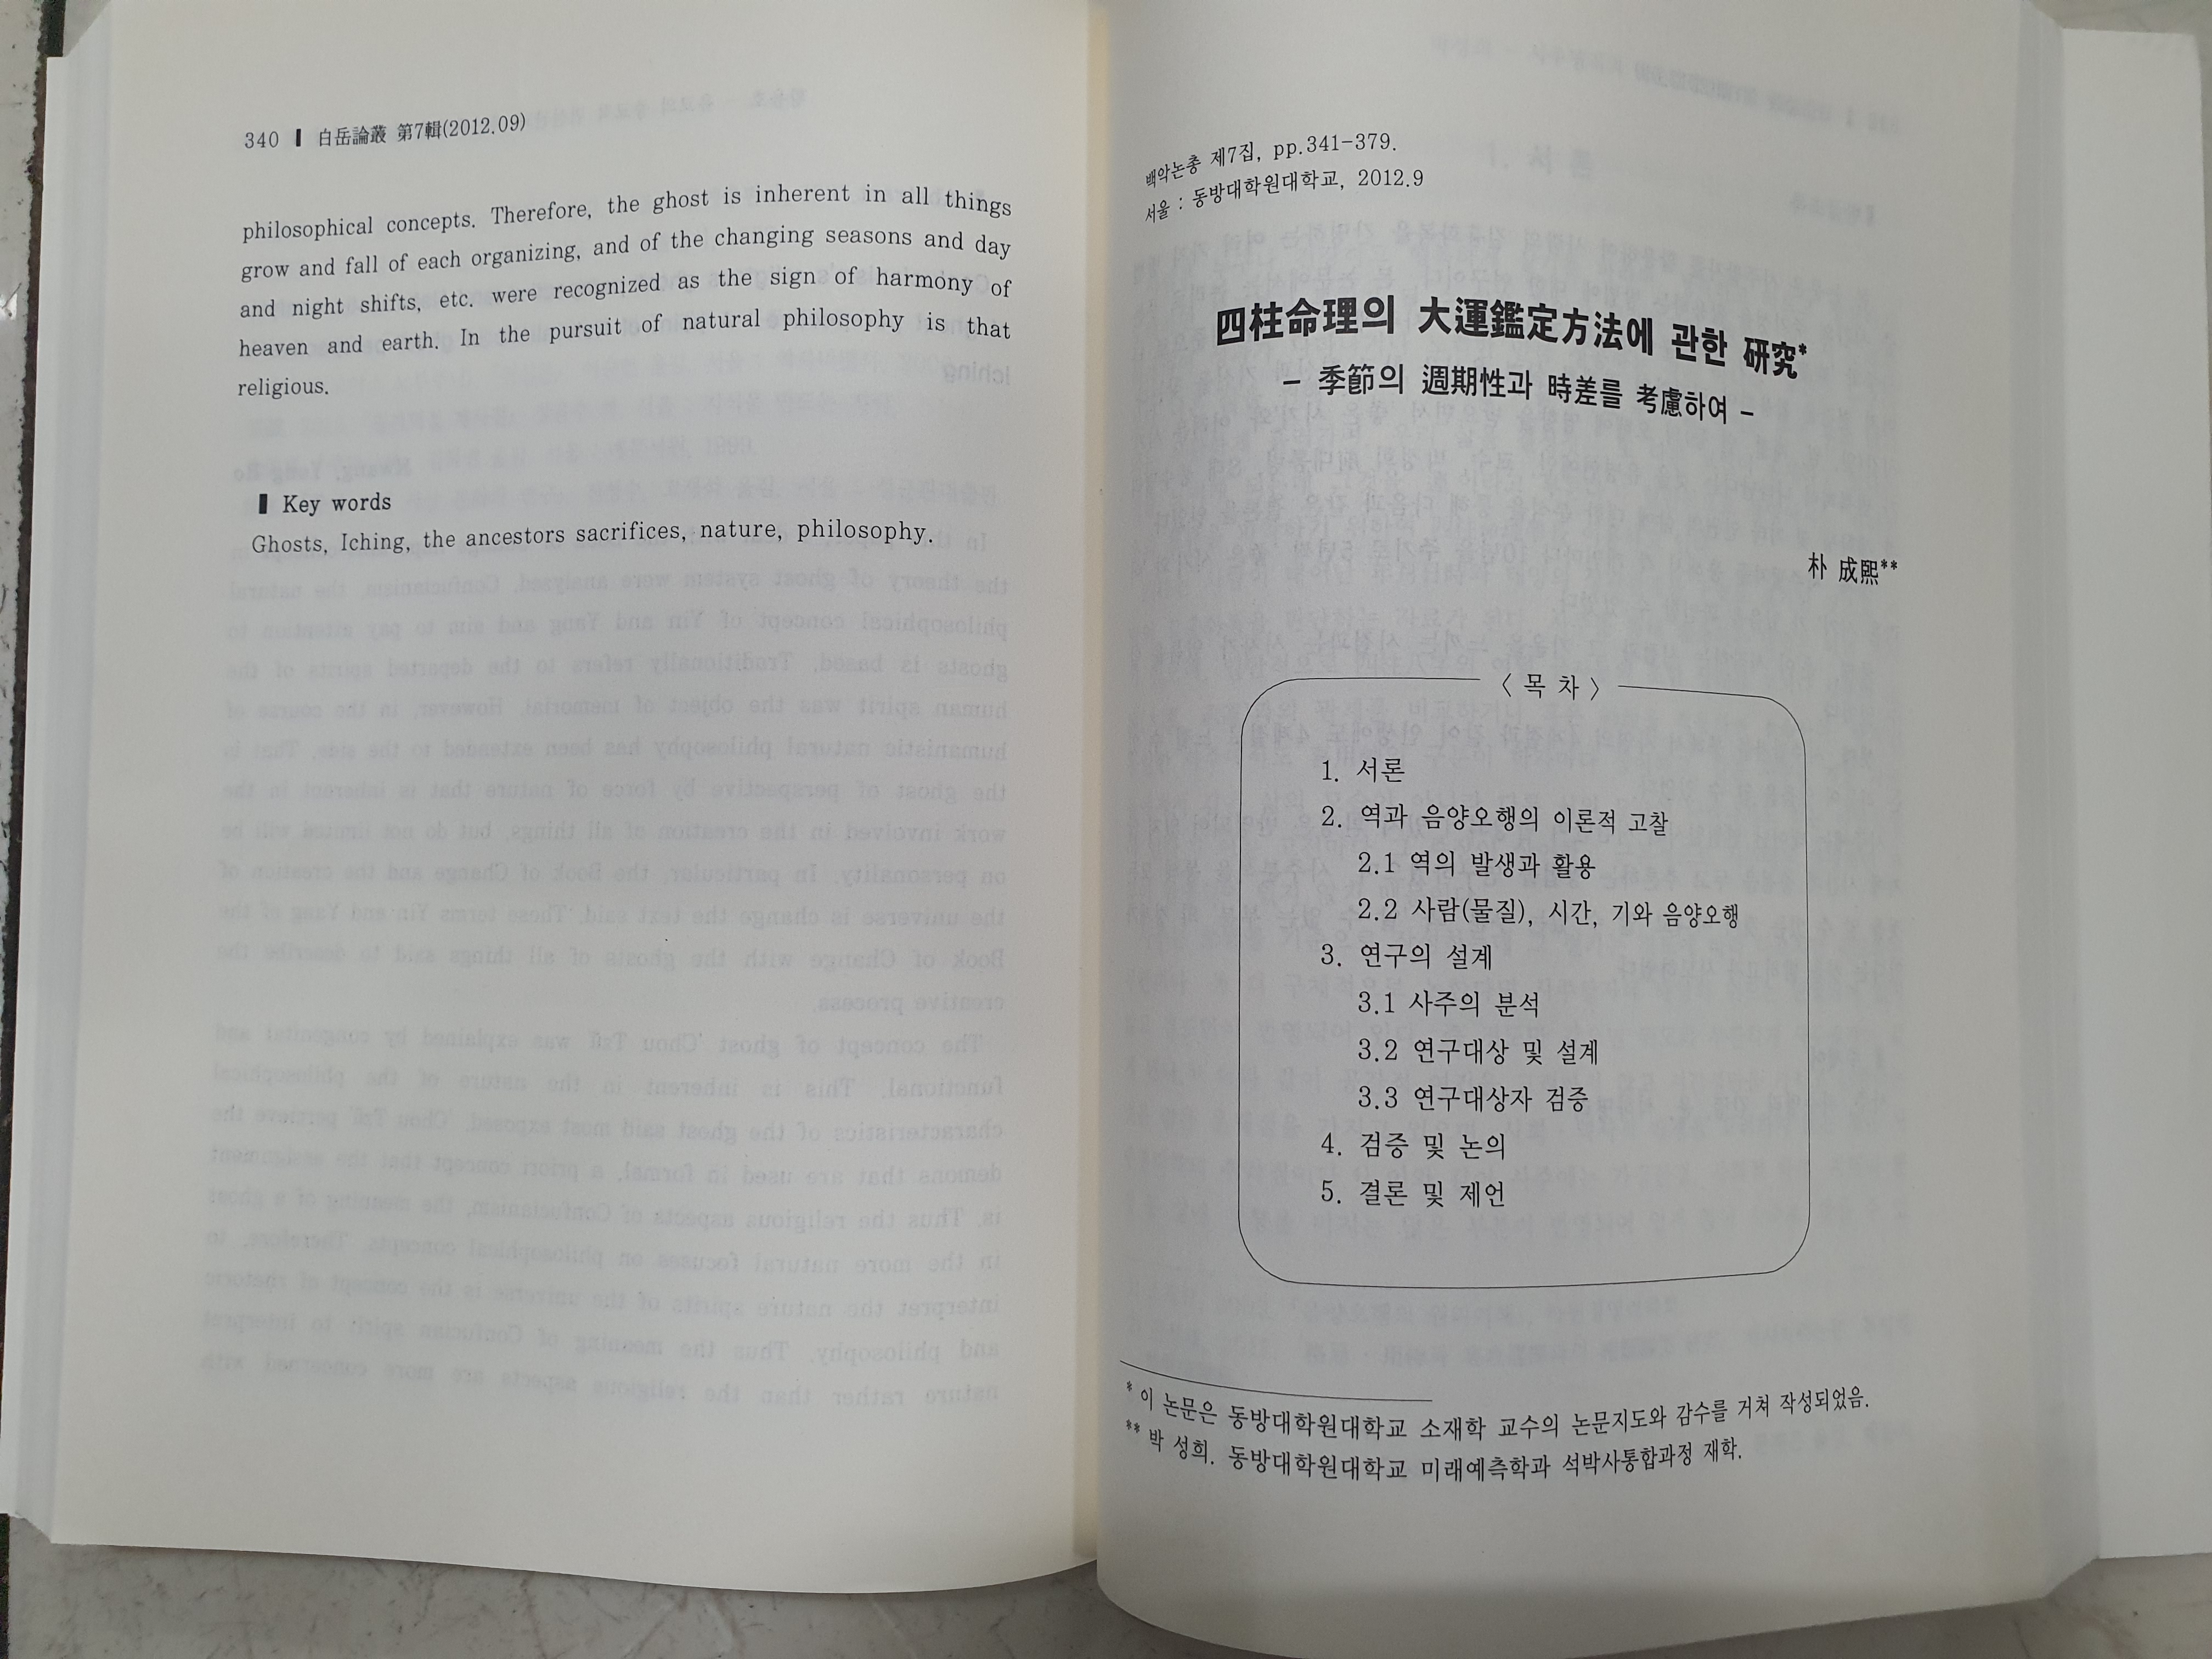 340 ▌ 白岳論叢 第7輯(2012.09)
philosophical concepts. Therefore, the ghost is inherent in all things
grow and fall of each organizing, and of the changing seasons and day
and night shifts, etc. were recognized as the sign of harmony of
heaven and earth. In the pursuit of natural philosophy is that
religious.
▌ Key words
Ghosts, Iching, the ancestors sacrifices, nature, philosophy.
백악논총 제7집, pp.341-379.
서울 : 동방대학원대학교, 2012.9
四柱命理의 大運鑑定方法에 관한 研究*
- 季節의 週期性과 時差를 考慮하여 -
朴 成熙**
〈 목 차 〉
1. 서론
2. 역과 음양오행의 이론적 고찰
2.1 역의 발생과 활용
2.2 사람(물질), 시간, 기와 음양오행
3. 연구의 설계
3.1 사주의 분석
3.2 연구대상 및 설계
3.3 연구대상자 검증
4. 검증 및 논의
5. 결론 및 제언
* 이 논문은 동방대학원대학교 소재학 교수의 논문지도와 감수를 거쳐 작성되었음.
** 박 성희. 동방대학원대학교 미래예측학과 석박사통합과정 재학.